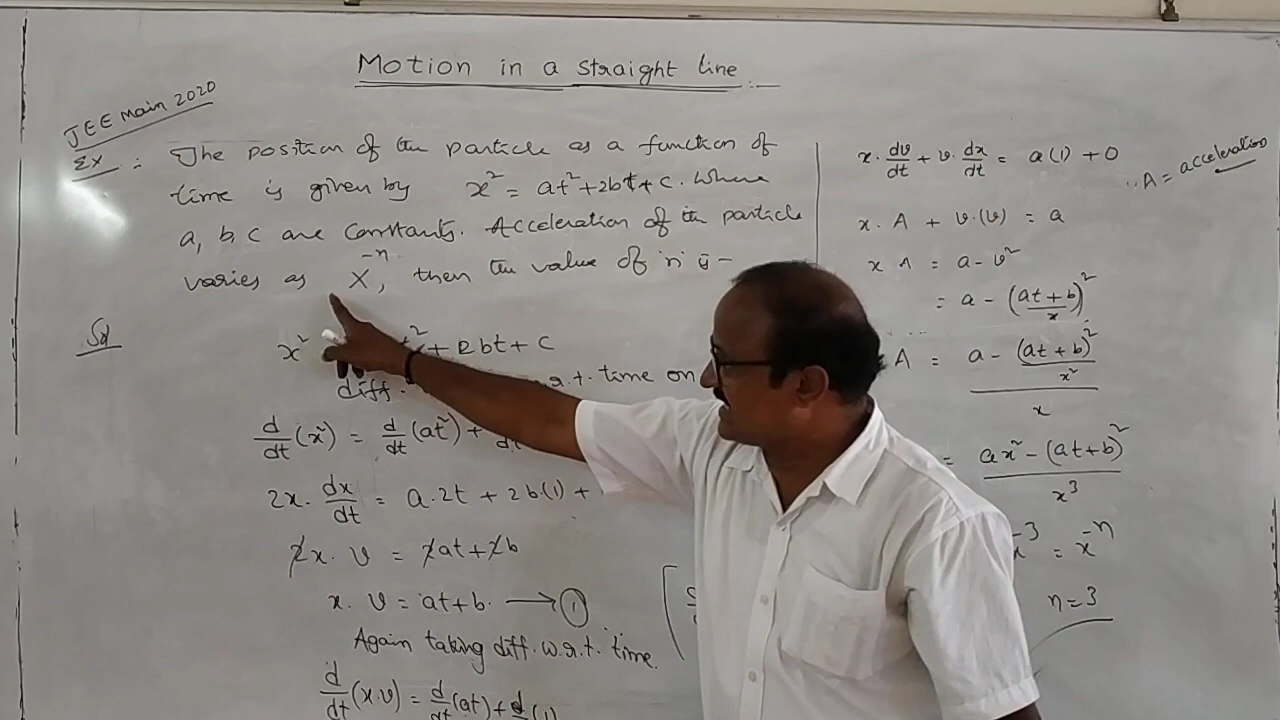 Motion in a straight line
JEE Main 2020
Ex :
The position of the particle as a function of
time is given by x² = at² + 2bt + c. Where
a, b, c are constants. Acceleration of the particle
varies as X⁻ⁿ, then the value of 'n' is -
Sol
x² t² + 2bt + c
diff. w.r.t. time on
d/dt (x²) = d/dt (at²) +
2x. dx/dt = a.2t + 2b.(1) +
2x. v = 2at + 2b
x. v = at + b. → ①
Again taking diff. w.r.t. time.
d/dt (x.v) = d/dt (at) + d/dt (1)
x. dv/dt + v. dx/dt = a(1) + 0
∵ A = acceleration
x. A + v.(v) = a
x A = a - v²
= a - ((at + b)/x)²
A = (a - (at + b)²/x²)/x
= (ax² - (at + b)²)/x³
x⁻³ = x⁻ⁿ
n = 3